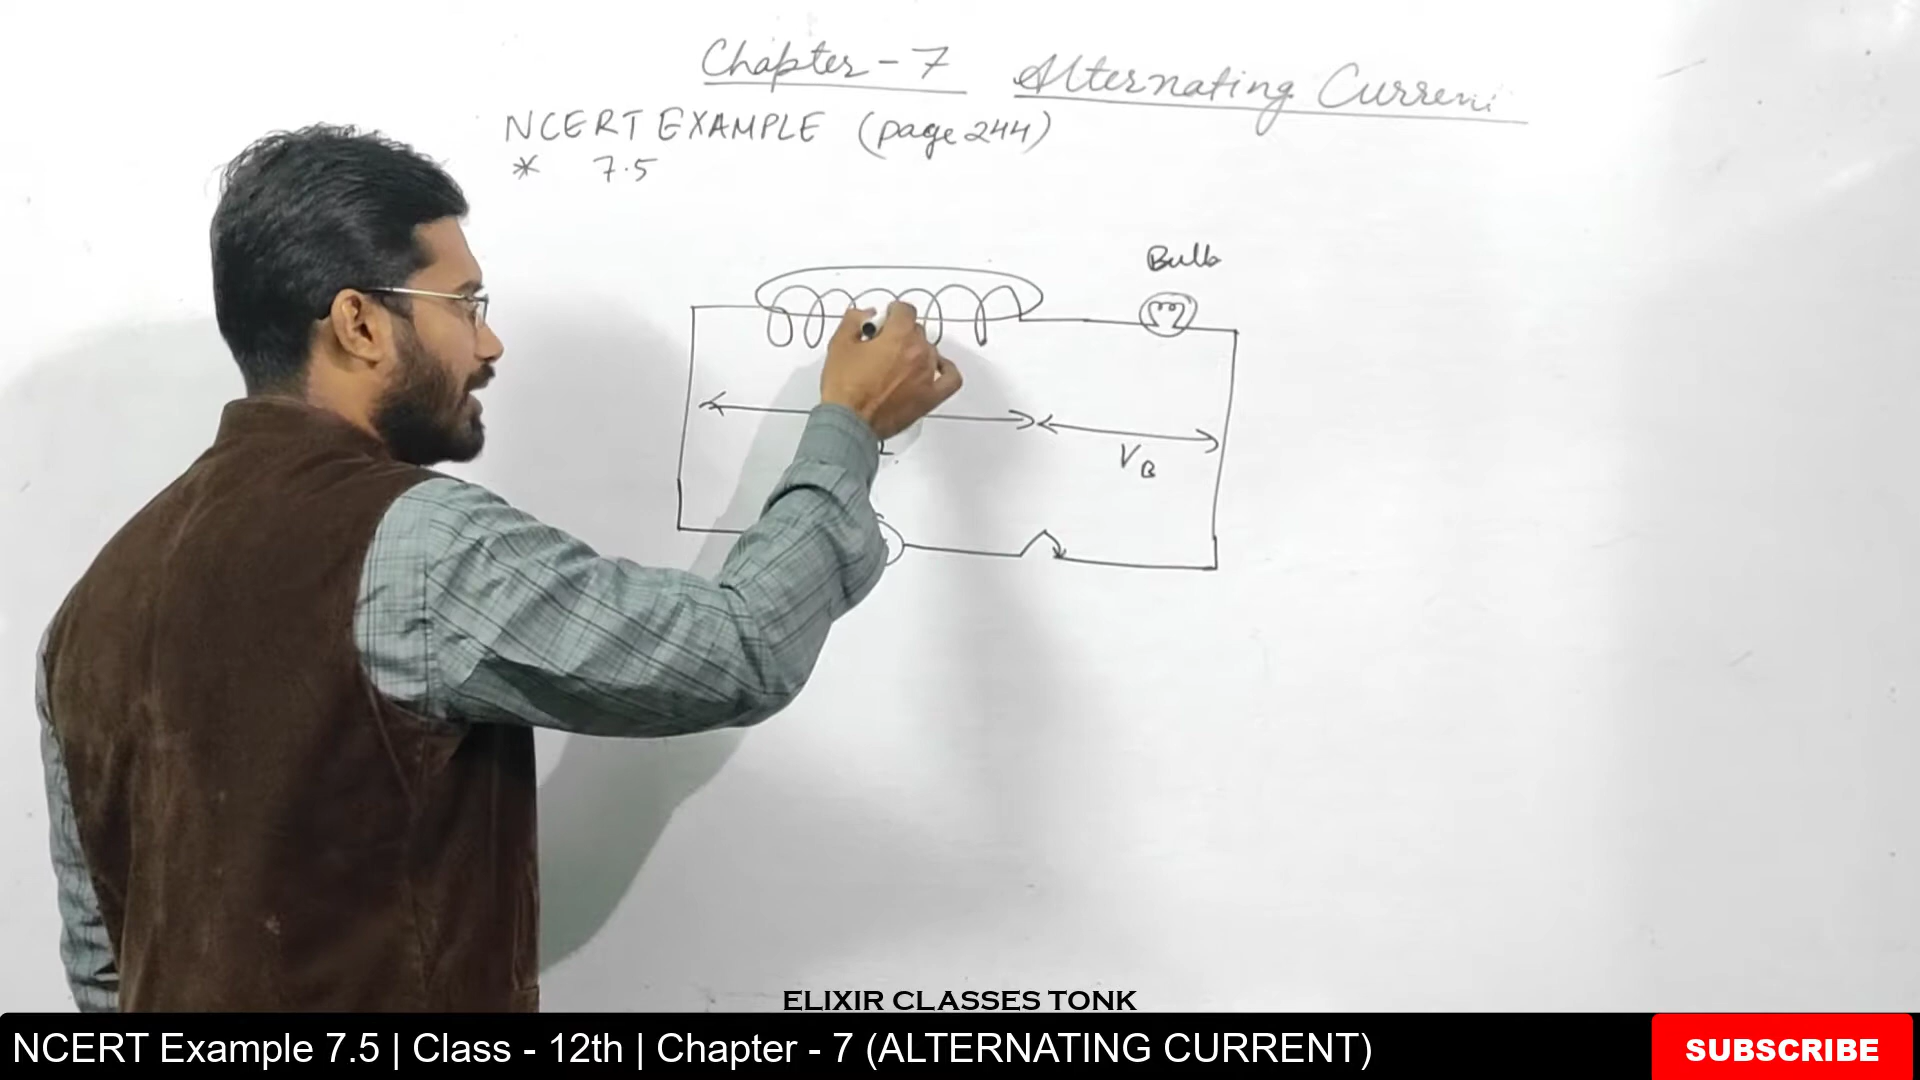 Chapter - 7 Alternating Current
NCERT EXAMPLE (page 244)
* 7.5
Bulb
V_B
ELIXIR CLASSES TONK
NCERT Example 7.5 | Class - 12th | Chapter - 7 (ALTERNATING CURRENT)
SUBSCRIBE